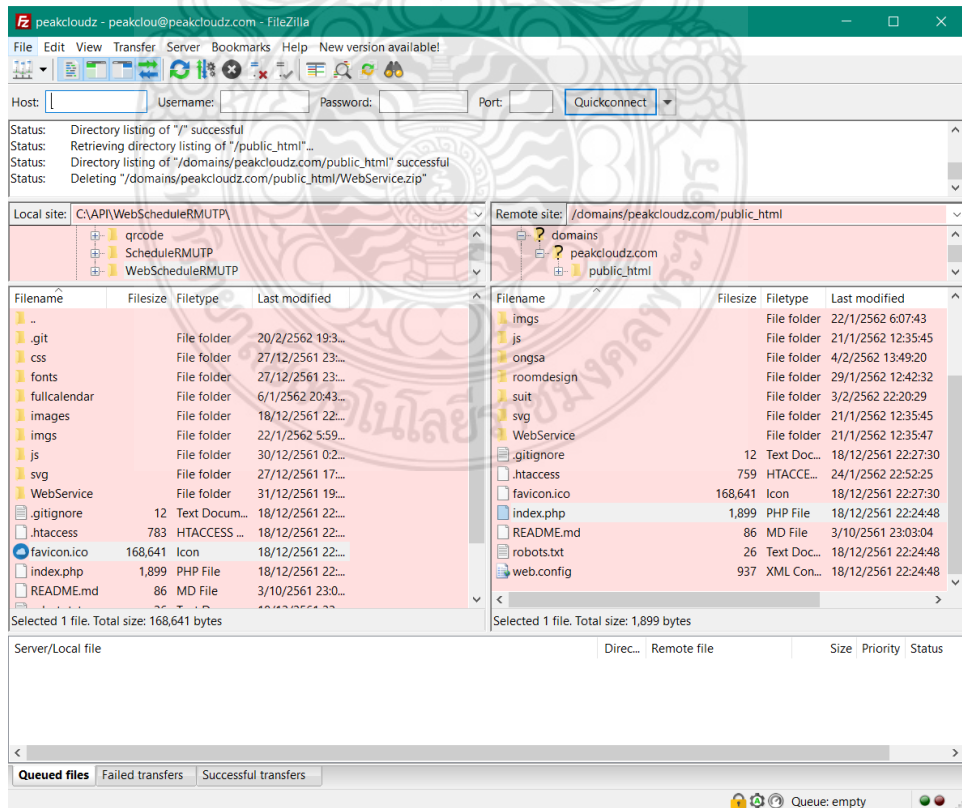 peakcloudz - peakclou@peakcloudz.com - FileZilla
File Edit View Transfer Server Bookmarks Help New version available!
Host: Username: Password: Port: Quickconnect
Status: Directory listing of "/" successful
Status: Retrieving directory listing of "/public_html"...
Status: Directory listing of "/domains/peakcloudz.com/public_html" successful
Status: Deleting "/domains/peakcloudz.com/public_html/WebService.zip"
Local site: C:\API\WebScheduleRMUTP\
qrcode
ScheduleRMUTP
WebScheduleRMUTP
Filename Filesize Filetype Last modified
..
.git File folder 20/2/2562 19:3...
css File folder 27/12/2561 23:...
fonts File folder 27/12/2561 23:...
fullcalendar File folder 6/1/2562 20:43...
images File folder 18/12/2561 22:...
imgs File folder 22/1/2562 5:59...
js File folder 30/12/2561 0:2...
svg File folder 27/12/2561 17:...
WebService File folder 31/12/2561 19:...
.gitignore 12 Text Docum... 18/12/2561 22:...
.htaccess 783 HTACCESS ... 18/12/2561 22:...
favicon.ico 168,641 Icon 18/12/2561 22:...
index.php 1,899 PHP File 18/12/2561 22:...
README.md 86 MD File 3/10/2561 23:0...
Selected 1 file. Total size: 168,641 bytes
Remote site: /domains/peakcloudz.com/public_html
domains
peakcloudz.com
public_html
Filename Filesize Filetype Last modified
imgs File folder 22/1/2562 6:07:43
js File folder 21/1/2562 12:35:45
ongsa File folder 4/2/2562 13:49:20
roomdesign File folder 29/1/2562 12:42:32
suit File folder 3/2/2562 22:20:29
svg File folder 21/1/2562 12:35:45
WebService File folder 21/1/2562 12:35:47
.gitignore 12 Text Doc... 18/12/2561 22:27:30
.htaccess 759 HTACCE... 24/1/2562 22:52:25
favicon.ico 168,641 Icon 18/12/2561 22:27:30
index.php 1,899 PHP File 18/12/2561 22:24:48
README.md 86 MD File 3/10/2561 23:03:04
robots.txt 26 Text Doc... 18/12/2561 22:24:48
web.config 937 XML Con... 18/12/2561 22:24:48
Selected 1 file. Total size: 1,899 bytes
Server/Local file Direc... Remote file Size Priority Status
Queued files Failed transfers Successful transfers
Queue: empty